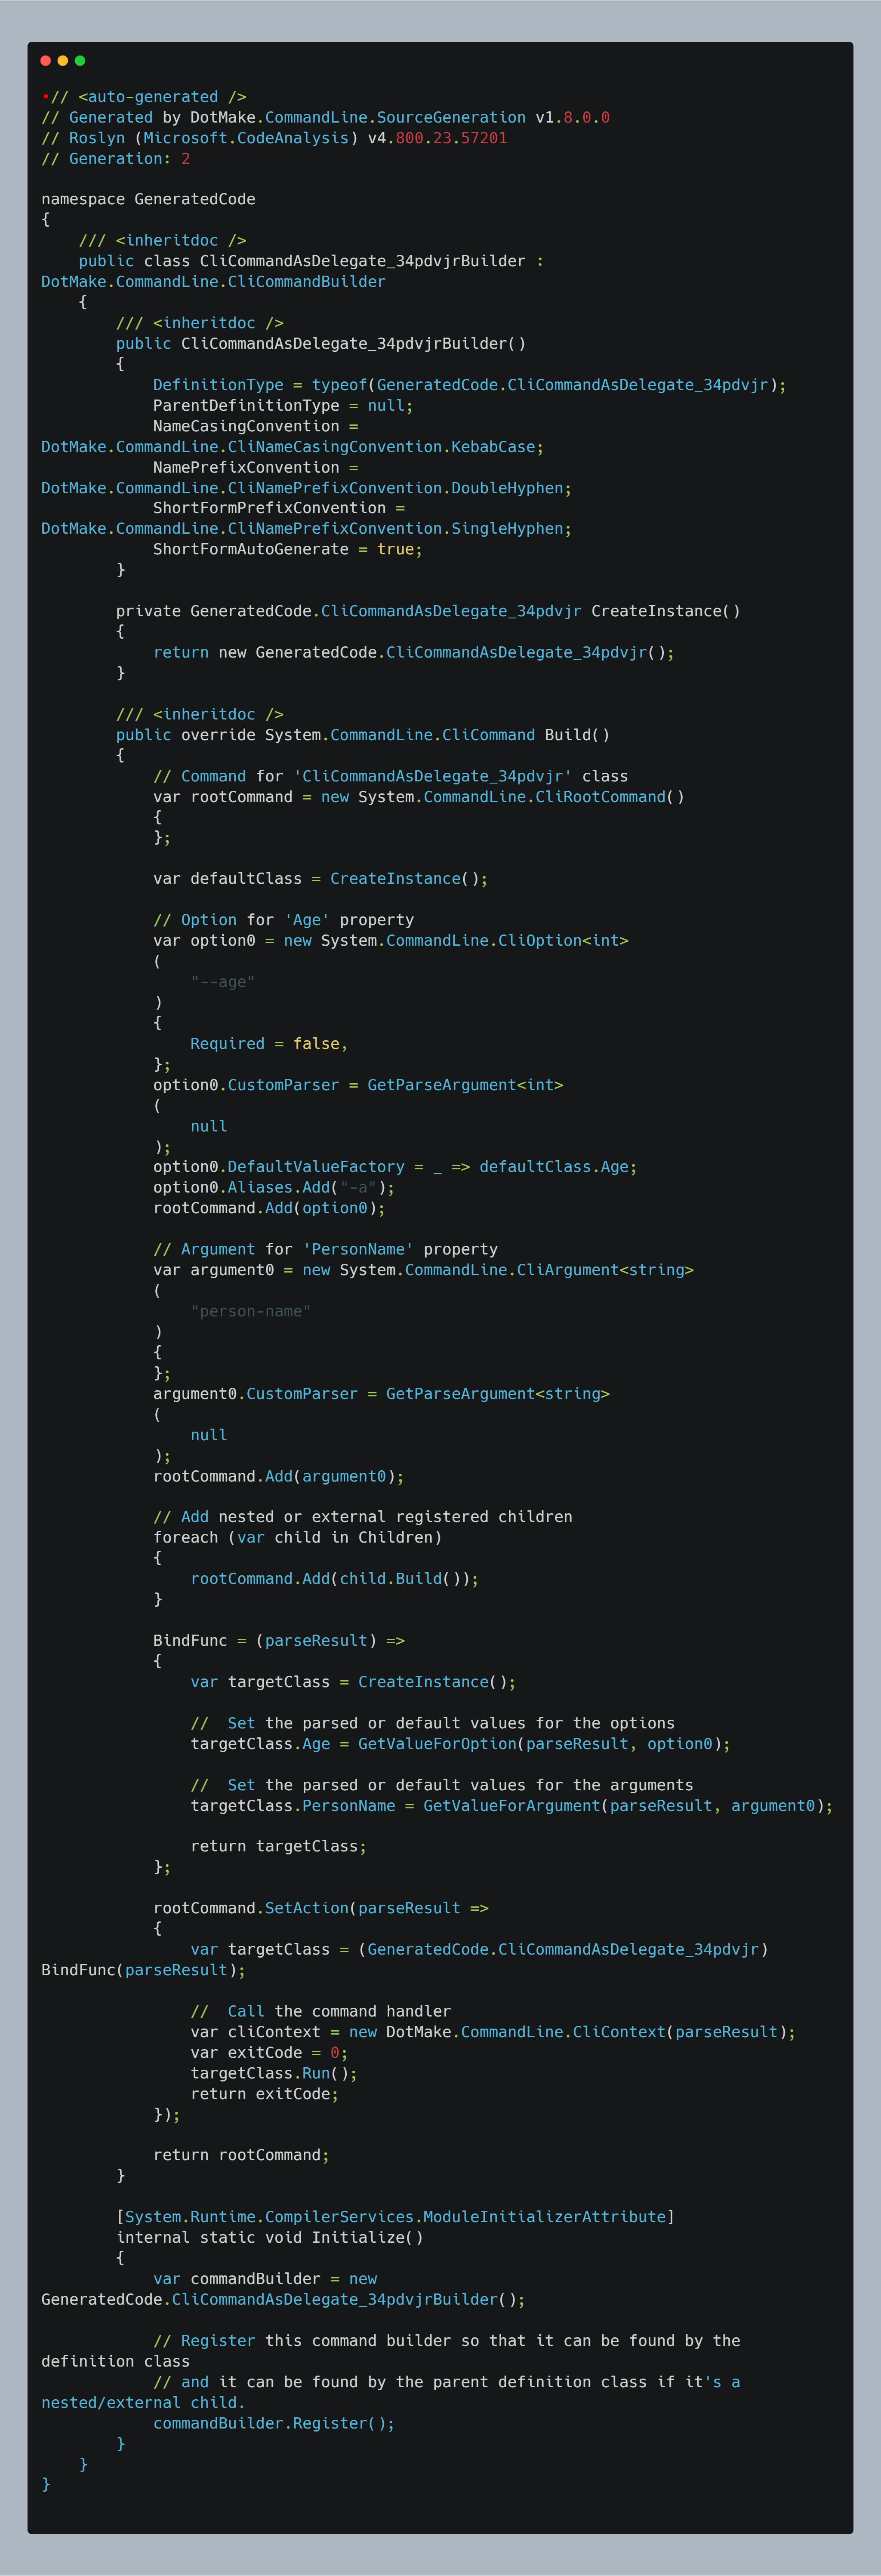 •// <auto-generated />
// Generated by DotMake.CommandLine.SourceGeneration v1.8.0.0
// Roslyn (Microsoft.CodeAnalysis) v4.800.23.57201
// Generation: 2

namespace GeneratedCode
{
    /// <inheritdoc />
    public class CliCommandAsDelegate_34pdvjrBuilder :
DotMake.CommandLine.CliCommandBuilder
    {
        /// <inheritdoc />
        public CliCommandAsDelegate_34pdvjrBuilder()
        {
            DefinitionType = typeof(GeneratedCode.CliCommandAsDelegate_34pdvjr);
            ParentDefinitionType = null;
            NameCasingConvention =
DotMake.CommandLine.CliNameCasingConvention.KebabCase;
            NamePrefixConvention =
DotMake.CommandLine.CliNamePrefixConvention.DoubleHyphen;
            ShortFormPrefixConvention =
DotMake.CommandLine.CliNamePrefixConvention.SingleHyphen;
            ShortFormAutoGenerate = true;
        }

        private GeneratedCode.CliCommandAsDelegate_34pdvjr CreateInstance()
        {
            return new GeneratedCode.CliCommandAsDelegate_34pdvjr();
        }

        /// <inheritdoc />
        public override System.CommandLine.CliCommand Build()
        {
            // Command for 'CliCommandAsDelegate_34pdvjr' class
            var rootCommand = new System.CommandLine.CliRootCommand()
            {
            };

            var defaultClass = CreateInstance();

            // Option for 'Age' property
            var option0 = new System.CommandLine.CliOption<int>
            (
                "--age"
            )
            {
                Required = false,
            };
            option0.CustomParser = GetParseArgument<int>
            (
                null
            );
            option0.DefaultValueFactory = _ => defaultClass.Age;
            option0.Aliases.Add("-a");
            rootCommand.Add(option0);

            // Argument for 'PersonName' property
            var argument0 = new System.CommandLine.CliArgument<string>
            (
                "person-name"
            )
            {
            };
            argument0.CustomParser = GetParseArgument<string>
            (
                null
            );
            rootCommand.Add(argument0);

            // Add nested or external registered children
            foreach (var child in Children)
            {
                rootCommand.Add(child.Build());
            }

            BindFunc = (parseResult) =>
            {
                var targetClass = CreateInstance();

                //  Set the parsed or default values for the options
                targetClass.Age = GetValueForOption(parseResult, option0);

                //  Set the parsed or default values for the arguments
                targetClass.PersonName = GetValueForArgument(parseResult, argument0);

                return targetClass;
            };

            rootCommand.SetAction(parseResult =>
            {
                var targetClass = (GeneratedCode.CliCommandAsDelegate_34pdvjr)
BindFunc(parseResult);

                //  Call the command handler
                var cliContext = new DotMake.CommandLine.CliContext(parseResult);
                var exitCode = 0;
                targetClass.Run();
                return exitCode;
            });

            return rootCommand;
        }

        [System.Runtime.CompilerServices.ModuleInitializerAttribute]
        internal static void Initialize()
        {
            var commandBuilder = new
GeneratedCode.CliCommandAsDelegate_34pdvjrBuilder();

            // Register this command builder so that it can be found by the
definition class
            // and it can be found by the parent definition class if it's a
nested/external child.
            commandBuilder.Register();
        }
    }
}